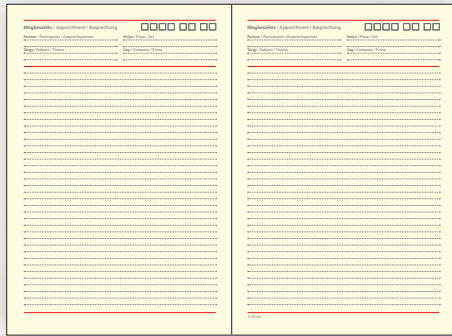 Megbeszélés / Appointment / Besprechung
Partner / Participants / Gesprächspartner
Helye / Place / Ort
Tárgy / Subject / Thema
Cég / Company / Firma
Megbeszélés / Appointment / Besprechung
Partner / Participants / Gesprächspartner
Helye / Place / Ort
Tárgy / Subject / Thema
Cég / Company / Firma